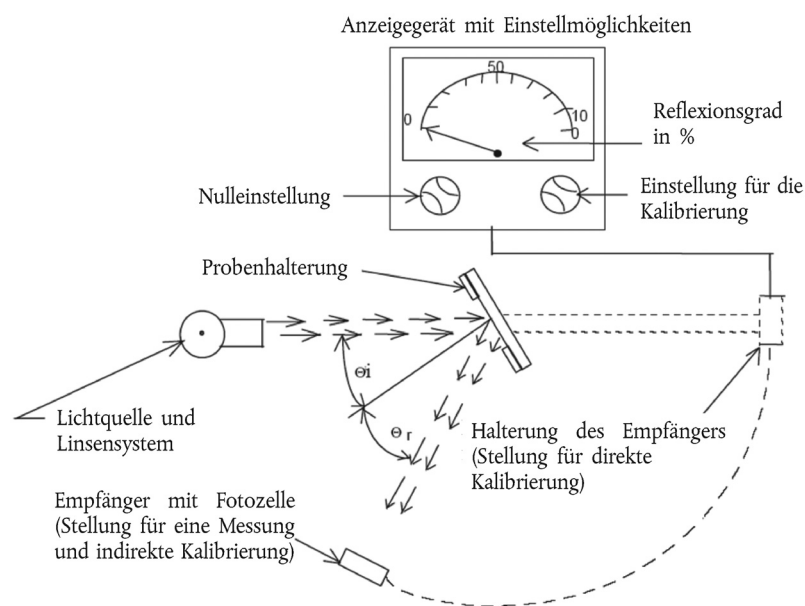 Anzeigegerät mit Einstellmöglichkeiten
50
0
10
0
Reflexionsgrad
in %
Nulleinstellung
Einstellung für die
Kalibrierung
Probenhalterung
Θi
Θr
Lichtquelle und
Linsensystem
Halterung des Empfängers
(Stellung für direkte
Kalibrierung)
Empfänger mit Fotozelle
(Stellung für eine Messung
und indirekte Kalibrierung)